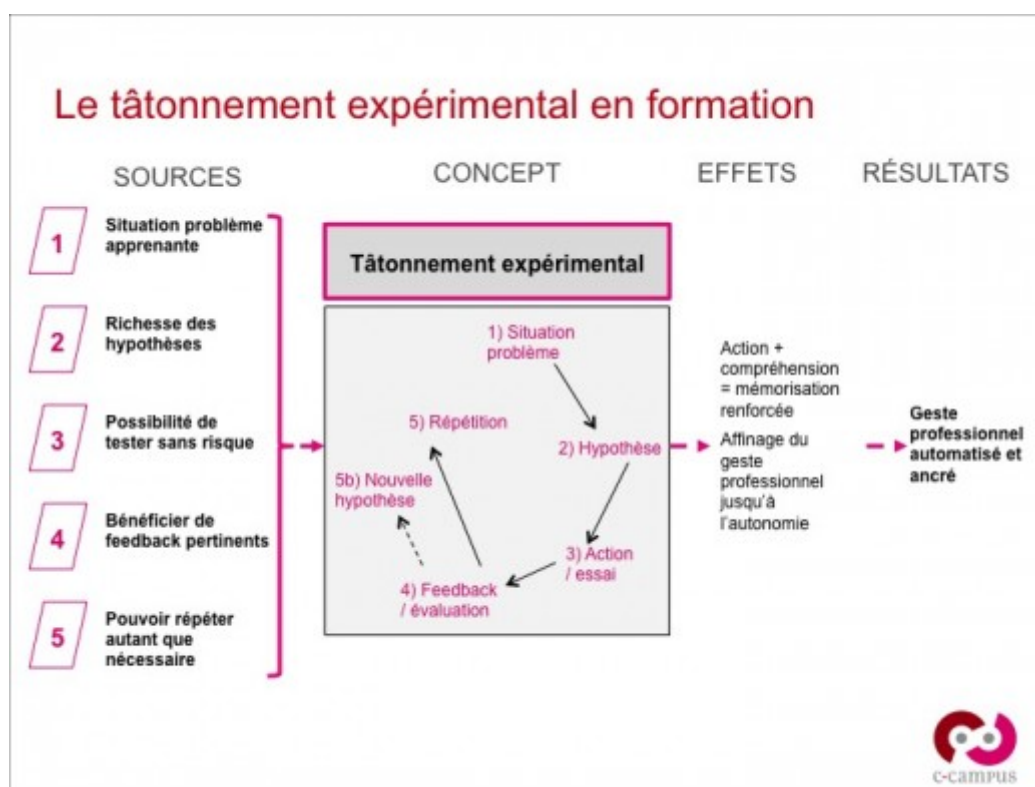 Le tâtonnement expérimental en formation
SOURCES
CONCEPT
EFFETS
RÉSULTATS
1
Situation problème
apprenante
2
Richesse des
hypothèses
3
Possibilité de
tester sans risque
4
Bénéficier de
feedback pertinents
5
Pouvoir répéter
autant que
nécessaire
Tâtonnement expérimental
1) Situation
problème
2) Hypothèse
3) Action
/ essai
4) Feedback
/ évaluation
5) Répétition
5b) Nouvelle
hypothèse
Action +
compréhension
= mémorisation
renforcée
Affinage du
geste
professionnel
jusqu'à
l'autonomie
Geste
professionnel
automatisé et
ancré
c-campus